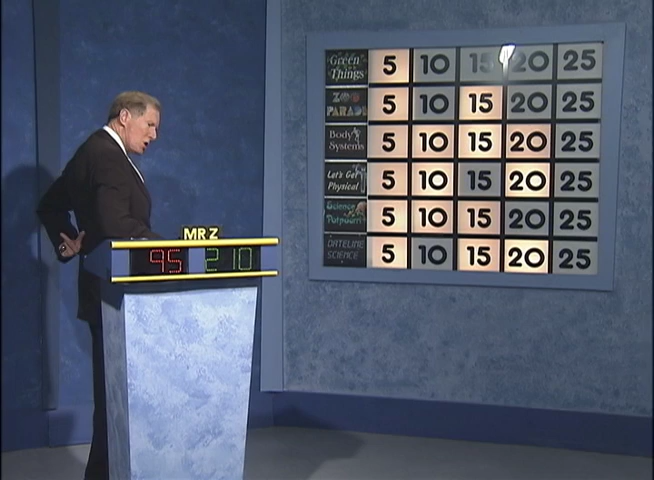 Green Things 5 10 15 20 25
ZOO PARADE 5 10 15 20 25
Body Systems 5 10 15 20 25
Let's Get Physical 5 10 15 20 25
Science Potpourri 5 10 15 20 25
DATELINE SCIENCE 5 10 15 20 25
MR Z
95 210